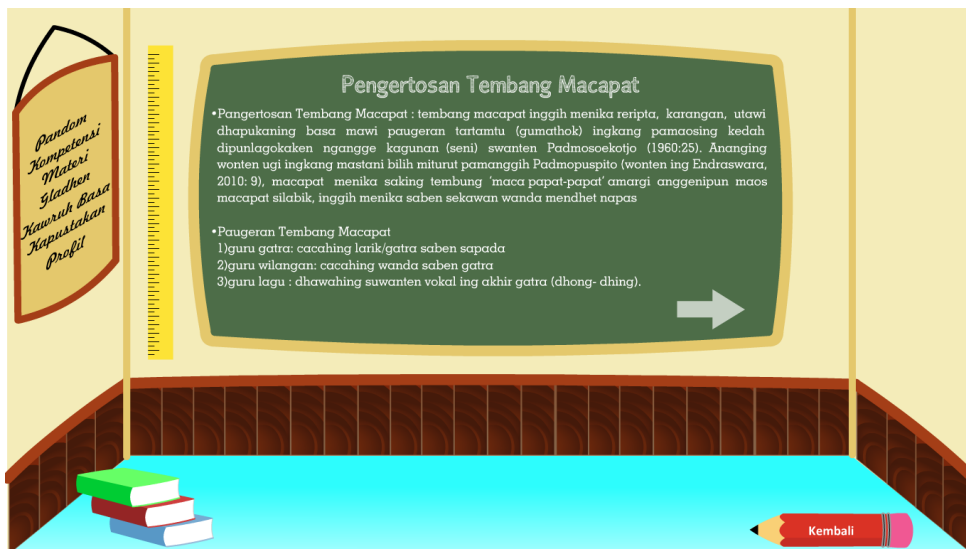 Pandom
Kompetensi
Materi
Gladhen
Kawruh Basa
Kapustakan
Profil
Pengertosan Tembang Macapat
•Pangertosan Tembang Macapat : tembang macapat inggih menika reripta, karangan, utawi
dhapukaning basa mawi paugeran tartamtu (gumathok) ingkang pamaosing kedah
dipunlagokaken ngangge kagunan (seni) swanten Padmosoekotjo (1960:25). Ananging
wonten ugi ingkang mastani bilih miturut pamanggih Padmopuspito (wonten ing Endraswara,
2010: 9), macapat menika saking tembung ‘maca papat-papat’ amargi anggenipun maos
macapat silabik, inggih menika saben sekawan wanda mendhet napas
•Paugeran Tembang Macapat
1)guru gatra: cacahing larik/gatra saben sapada
2)guru wilangan: cacahing wanda saben gatra
3)guru lagu : dhawahing suwanten vokal ing akhir gatra (dhong- dhing).
Kembali